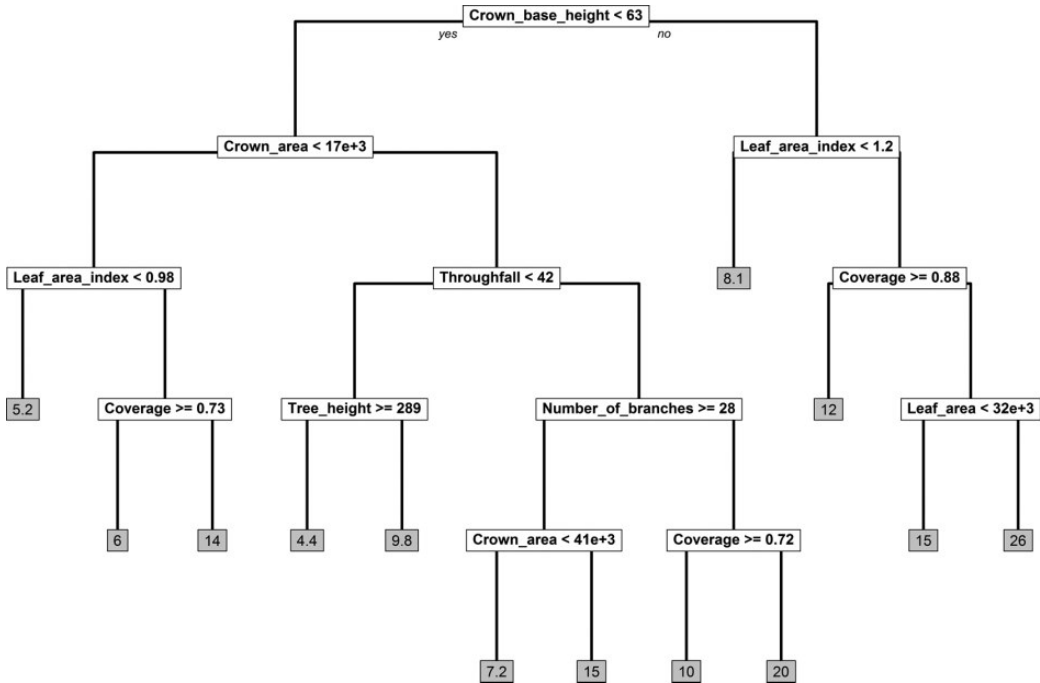 Crown_base_height < 63
yes
no
Crown_area < 17e+3
Leaf_area_index < 1.2
Leaf_area_index < 0.98
Throughfall < 42
8.1
Coverage >= 0.88
5.2
Coverage >= 0.73
Tree_height >= 289
Number_of_branches >= 28
12
Leaf_area < 32e+3
6
14
4.4
9.8
Crown_area < 41e+3
Coverage >= 0.72
15
26
7.2
15
10
20